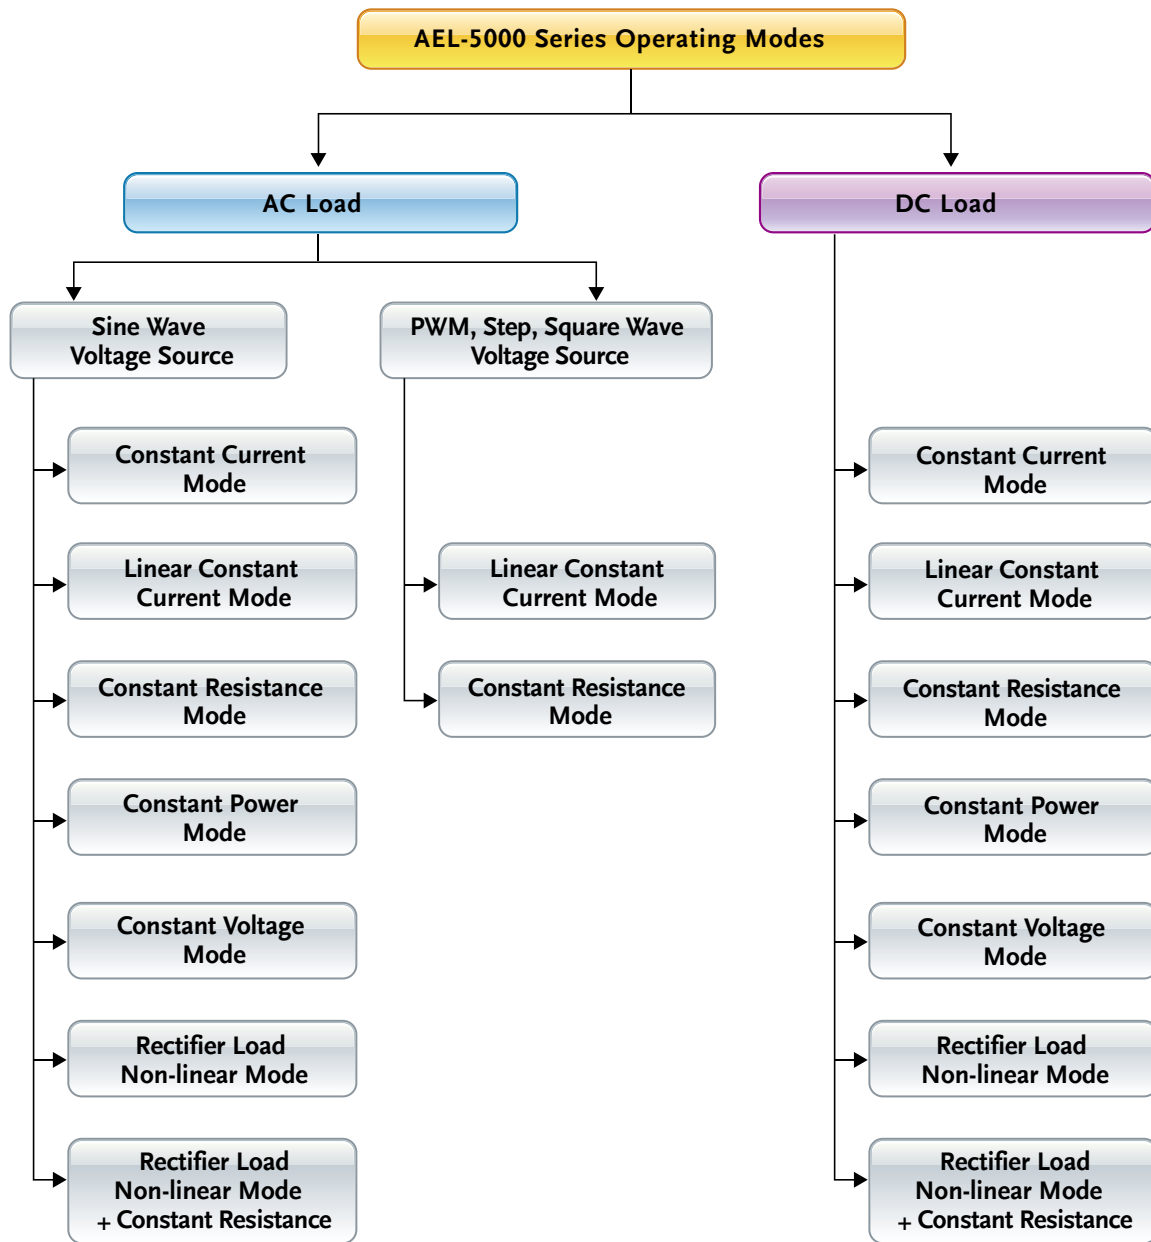 AEL-5000 Series Operating Modes
AC Load
DC Load
Sine Wave
Voltage Source
PWM, Step, Square Wave
Voltage Source
Constant Current
Mode
Linear Constant
Current Mode
Constant Resistance
Mode
Constant Power
Mode
Constant Voltage
Mode
Rectifier Load
Non-linear Mode
Rectifier Load
Non-linear Mode
+ Constant Resistance
Linear Constant
Current Mode
Constant Resistance
Mode
Constant Current
Mode
Linear Constant
Current Mode
Constant Resistance
Mode
Constant Power
Mode
Constant Voltage
Mode
Rectifier Load
Non-linear Mode
Rectifier Load
Non-linear Mode
+ Constant Resistance